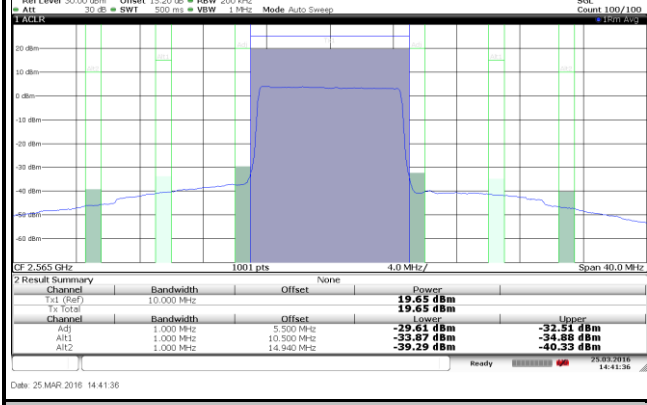 Ref Level 30.00 dBm Offset 15.20 dB RBW 200 kHz SGL
Att 30 dB SWT 500 ms VBW 1 MHz Mode Auto Sweep Count 100/100
1 ACLR 1Rm Avg
20 dBm
10 dBm
0 dBm
-10 dBm
-20 dBm
-30 dBm
-40 dBm
-50 dBm
-60 dBm
CF 2.565 GHz 1001 pts 4.0 MHz/ Span 40.0 MHz
2 Result Summary None
Channel Bandwidth Offset Power
Tx1 (Ref) 10.000 MHz 19.65 dBm
Tx Total 19.65 dBm
Channel Bandwidth Offset Lower Upper
Adj 1.000 MHz 5.500 MHz -29.61 dBm -32.51 dBm
Alt1 1.000 MHz 10.500 MHz -33.87 dBm -34.88 dBm
Alt2 1.000 MHz 14.940 MHz -39.29 dBm -40.33 dBm
Ready 25.03.2016
14:41:36
Date: 25.MAR.2016 14:41:36